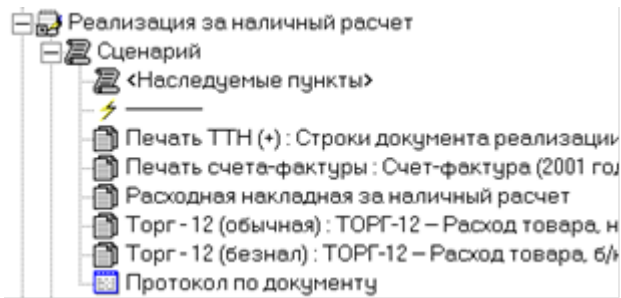 Реализация за наличный расчет
Сценарий
<Наследуемые пункты>
Печать ТТН (+) : Строки документа реализации
Печать счета-фактуры : Счет-фактура (2001 год
Расходная накладная за наличный расчет
Торг - 12 (обычная) : ТОРГ-12 – Расход товара, н
Торг - 12 (безнал) : ТОРГ-12 – Расход товара, б/н
Протокол по документу